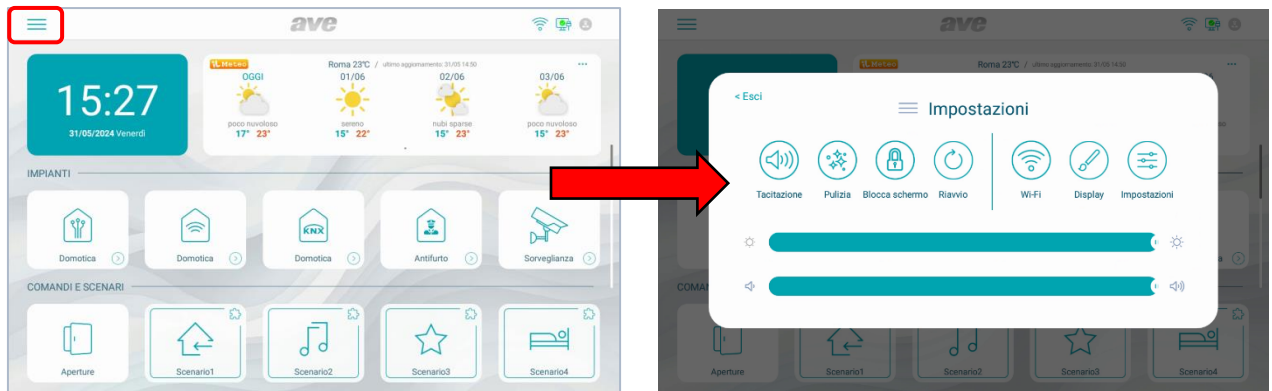 ave
15:27
31/05/2024 Venerdì
iL Meteo
Roma 23°C / ultimo aggiornamento: 31/05 14:50
OGGI 01/06 02/06 03/06
poco nuvoloso sereno nubi sparse poco nuvoloso
17° 23° 15° 22° 15° 23° 15° 23°
IMPIANTI
KNX
Domotica Domotica Domotica Antifurto Sorveglianza
COMANDI E SCENARI
Aperture Scenario1 Scenario2 Scenario3 Scenario4
ave
iL Meteo
Roma 23°C / ultimo aggiornamento: 31/05 14:50
< Esci
Impostazioni
Tacitazione Pulizia Blocca schermo Riavvio Wi-Fi Display Impostazioni
Aperture Scenario1 Scenario2 Scenario3 Scenario4